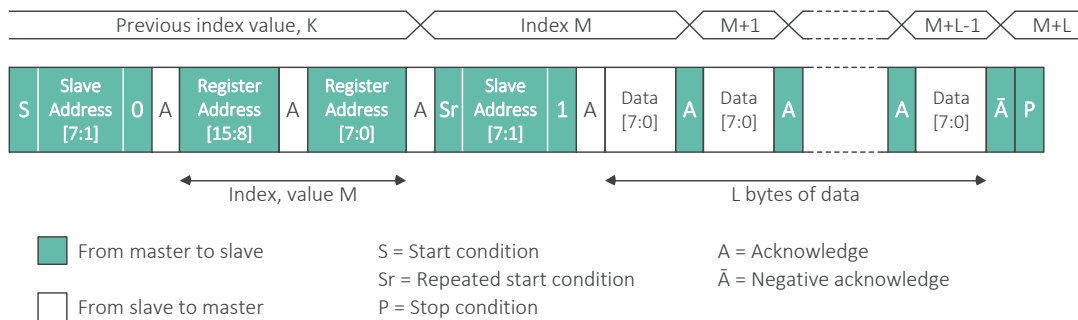 Previous index value, K Index M M+1 M+L-1 M+L
S Slave Address [7:1] 0 A Register Address [15:8] A Register Address [7:0] A Sr Slave Address [7:1] 1 A Data [7:0] A Data [7:0] A A Data [7:0] Ā P
Index, value M L bytes of data
From master to slave S = Start condition A = Acknowledge
Sr = Repeated start condition Ā = Negative acknowledge
From slave to master P = Stop condition